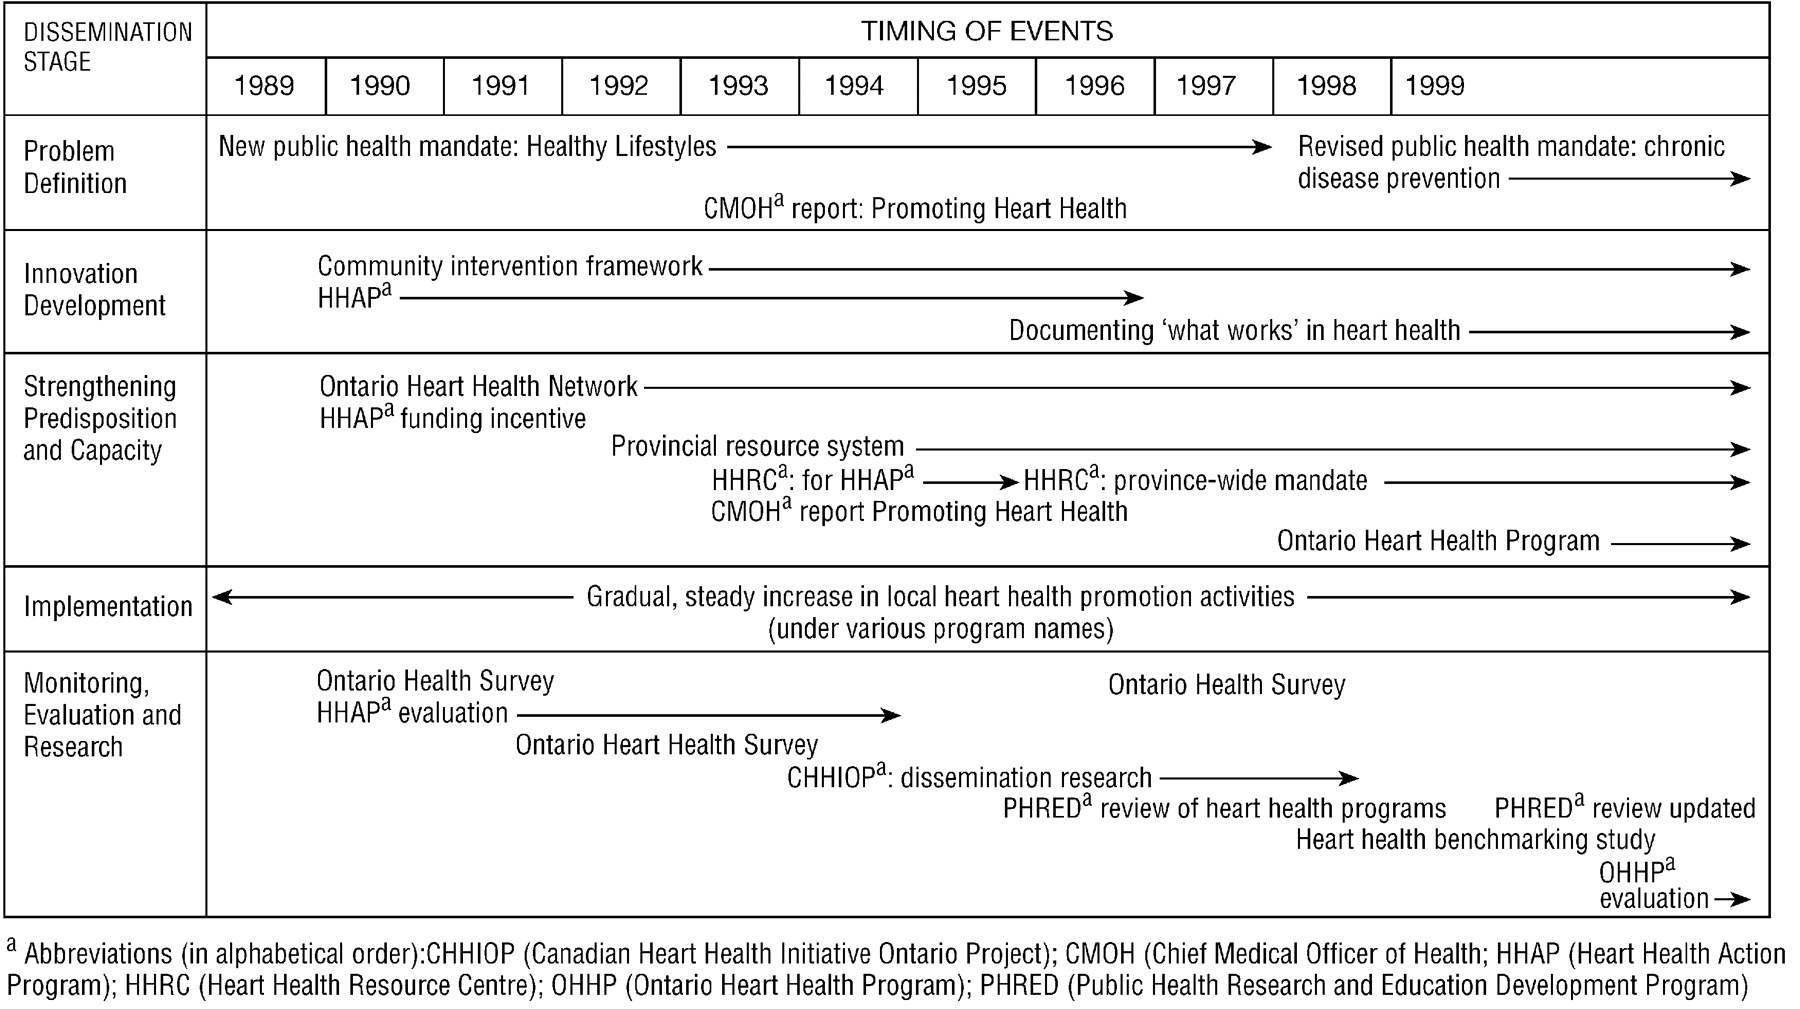 DISSEMINATION
STAGE
TIMING OF EVENTS
1989 1990 1991 1992 1993 1994 1995 1996 1997 1998 1999
Problem
Definition
New public health mandate: Healthy Lifestyles
Revised public health mandate: chronic
disease prevention
CMOHa report: Promoting Heart Health
Innovation
Development
Community intervention framework
HHAPa
Documenting ‘what works’ in heart health
Strengthening
Predisposition
and Capacity
Ontario Heart Health Network
HHAPa funding incentive
Provincial resource system
HHRCa: for HHAPa HHRCa: province-wide mandate
CMOHa report Promoting Heart Health
Ontario Heart Health Program
Implementation
Gradual, steady increase in local heart health promotion activities
(under various program names)
Monitoring,
Evaluation and
Research
Ontario Health Survey Ontario Health Survey
HHAPa evaluation
Ontario Heart Health Survey
CHHIOPa: dissemination research
PHREDa review of heart health programs PHREDa review updated
Heart health benchmarking study
OHHPa
evaluation
a Abbreviations (in alphabetical order):CHHIOP (Canadian Heart Health Initiative Ontario Project); CMOH (Chief Medical Officer of Health; HHAP (Heart Health Action
Program); HHRC (Heart Health Resource Centre); OHHP (Ontario Heart Health Program); PHRED (Public Health Research and Education Development Program)